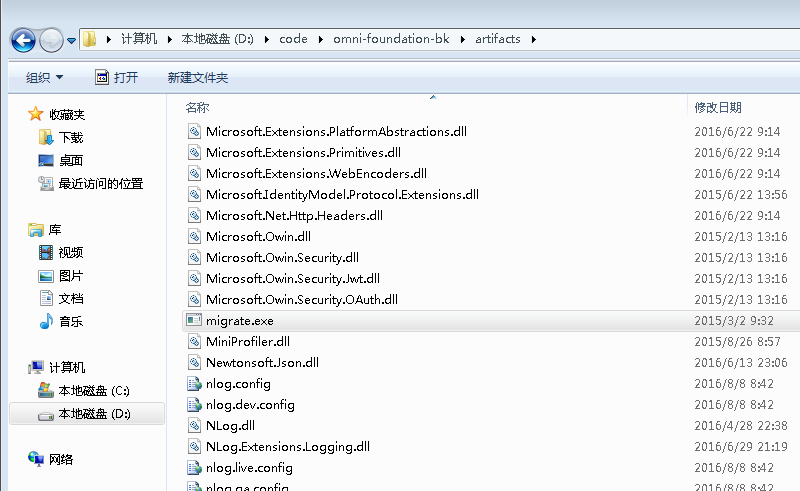 计算机 本地磁盘 (D:) code omni-foundation-bk artifacts
组织 打开 新建文件夹
收藏夹
下载
桌面
最近访问的位置
库
视频
图片
文档
音乐
计算机
本地磁盘 (C:)
本地磁盘 (D:)
网络
名称 修改日期
Microsoft.Extensions.PlatformAbstractions.dll 2016/6/22 9:14
Microsoft.Extensions.Primitives.dll 2016/6/22 9:14
Microsoft.Extensions.WebEncoders.dll 2016/6/22 9:14
Microsoft.IdentityModel.Protocol.Extensions.dll 2015/6/22 13:56
Microsoft.Net.Http.Headers.dll 2016/6/22 9:14
Microsoft.Owin.dll 2015/2/13 13:16
Microsoft.Owin.Security.dll 2015/2/13 13:16
Microsoft.Owin.Security.Jwt.dll 2015/2/13 13:16
Microsoft.Owin.Security.OAuth.dll 2015/2/13 13:16
migrate.exe 2015/3/2 9:32
MiniProfiler.dll 2015/8/26 8:57
Newtonsoft.Json.dll 2016/6/13 23:06
nlog.config 2016/8/8 8:42
nlog.dev.config 2016/8/8 8:42
NLog.dll 2016/4/28 22:38
NLog.Extensions.Logging.dll 2016/6/29 21:19
nlog.live.config 2016/8/8 8:42
nlog.qa.config 2016/8/8 8:42